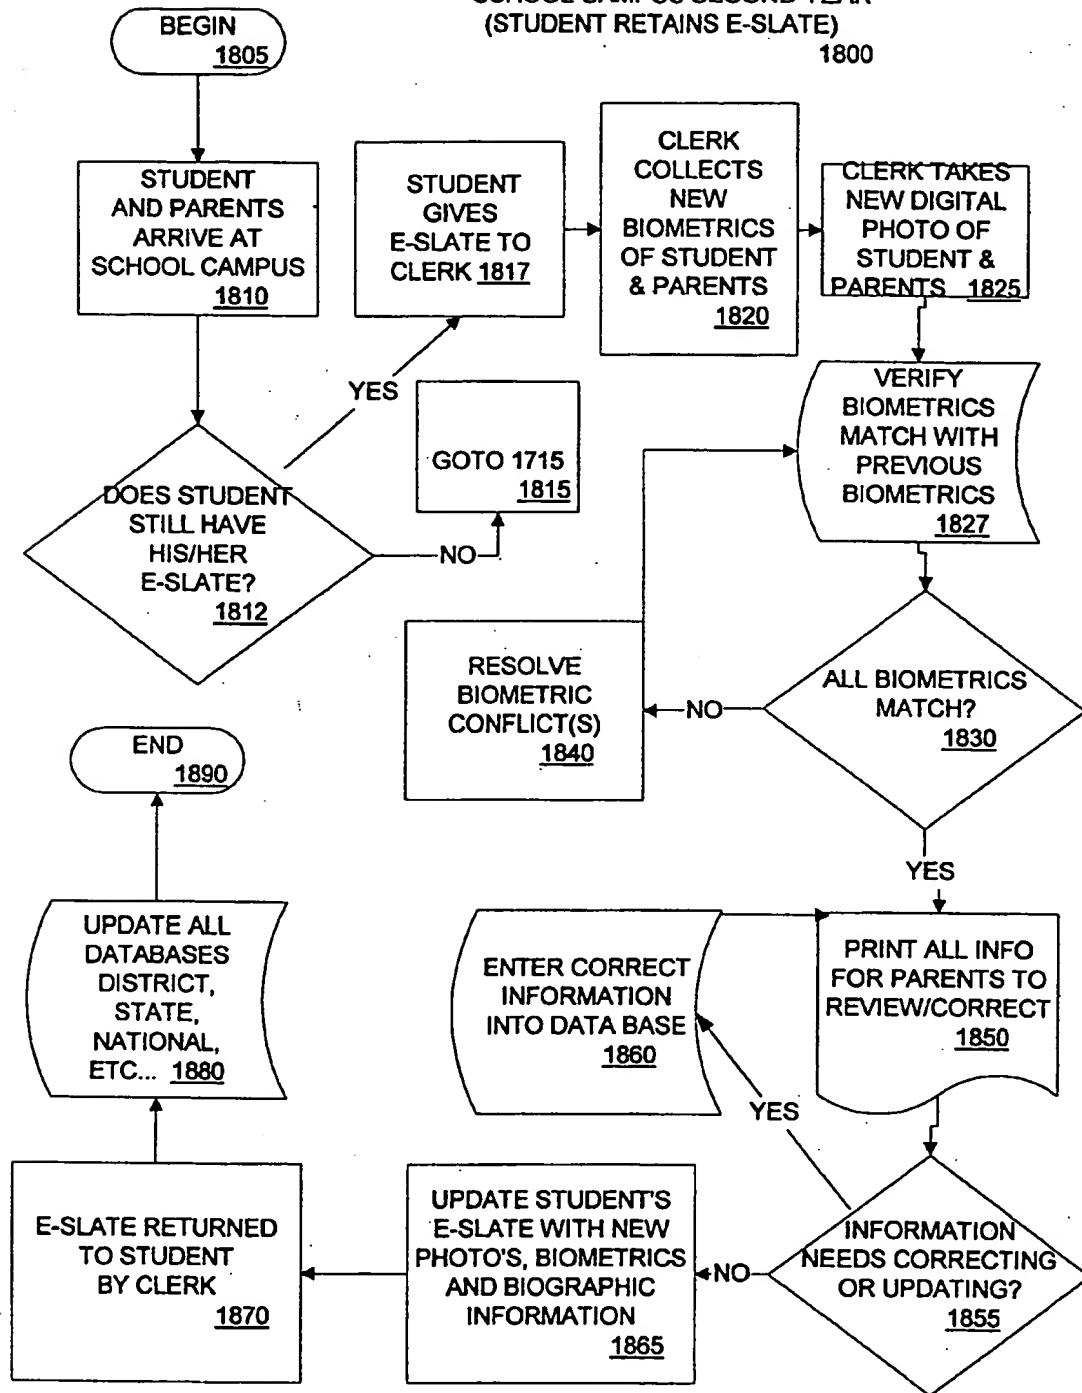 SCHOOL CAMPUS SECOND YEAR
(STUDENT RETAINS E-SLATE)
1800
BEGIN
1805
STUDENT
AND PARENTS
ARRIVE AT
SCHOOL CAMPUS
1810
STUDENT
GIVES
E-SLATE TO
CLERK 1817
CLERK
COLLECTS
NEW
BIOMETRICS
OF STUDENT
& PARENTS
1820
CLERK TAKES
NEW DIGITAL
PHOTO OF
STUDENT &
PARENTS 1825
YES
GOTO 1715
1815
VERIFY
BIOMETRICS
MATCH WITH
PREVIOUS
BIOMETRICS
1827
DOES STUDENT
STILL HAVE
HIS/HER
E-SLATE?
1812
NO
RESOLVE
BIOMETRIC
CONFLICT(S)
1840
NO
ALL BIOMETRICS
MATCH?
1830
YES
END
1890
UPDATE ALL
DATABASES
DISTRICT,
STATE,
NATIONAL,
ETC... 1880
ENTER CORRECT
INFORMATION
INTO DATA BASE
1860
PRINT ALL INFO
FOR PARENTS TO
REVIEW/CORRECT
1850
YES
E-SLATE RETURNED
TO STUDENT
BY CLERK
1870
UPDATE STUDENT'S
E-SLATE WITH NEW
PHOTO'S, BIOMETRICS
AND BIOGRAPHIC
INFORMATION
1865
NO
INFORMATION
NEEDS CORRECTING
OR UPDATING?
1855